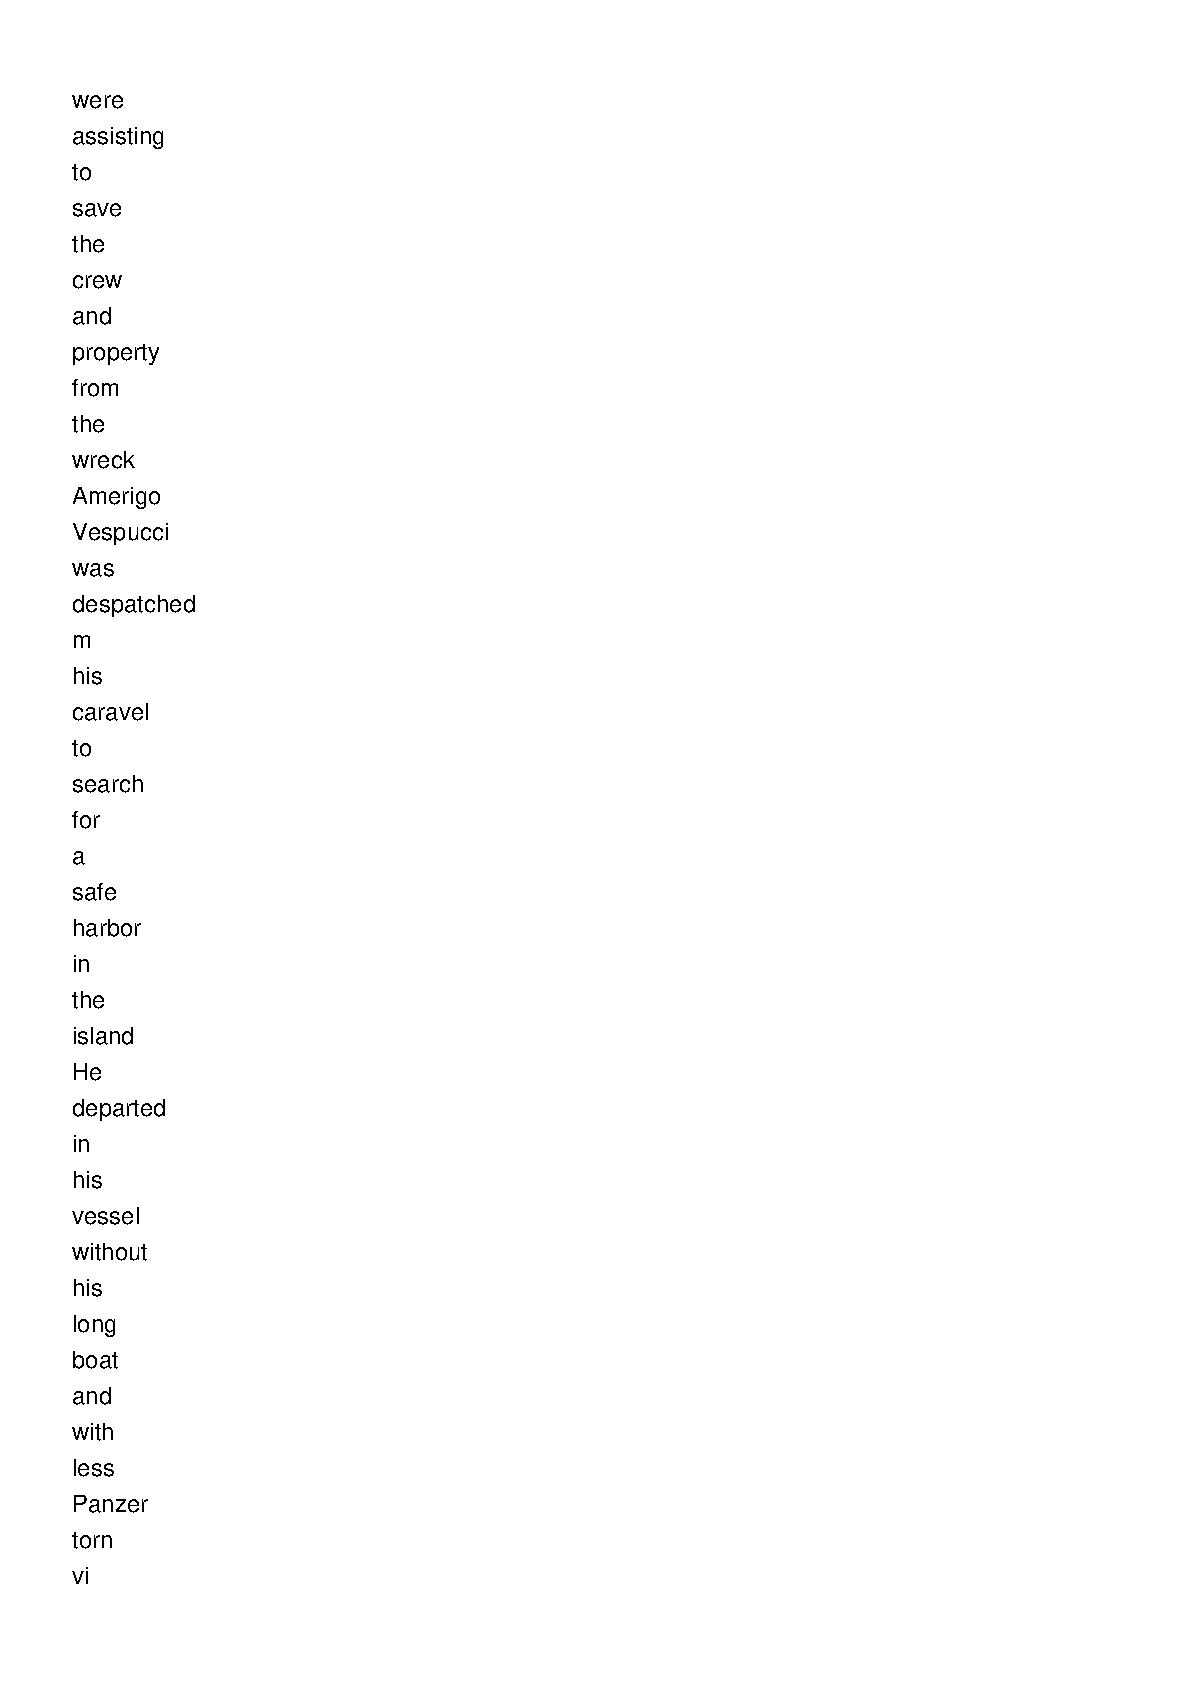 were
assisting
to
save
the
crew
and
property
from
the
wreck
Amerigo
Vespucci
was
despatched
m
his
caravel
to
search
for
a
safe
harbor
in
the
island
He
departed
in
his
vessel
without
his
long
boat
and
with
less
Panzer
torn
vi